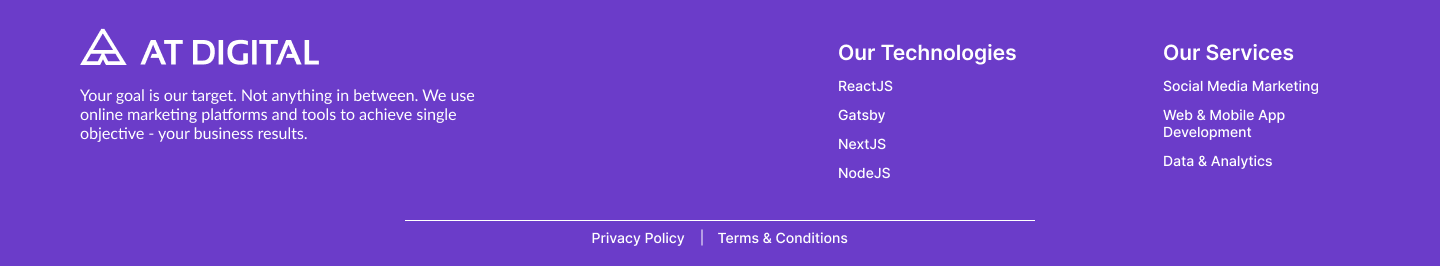 AT DIGITAL
Your goal is our target. Not anything in between. We use
online marketing platforms and tools to achieve single
objective - your business results.
Our Technologies
ReactJS
Gatsby
NextJS
NodeJS
Our Services
Social Media Marketing
Web & Mobile App
Development
Data & Analytics
Privacy Policy | Terms & Conditions